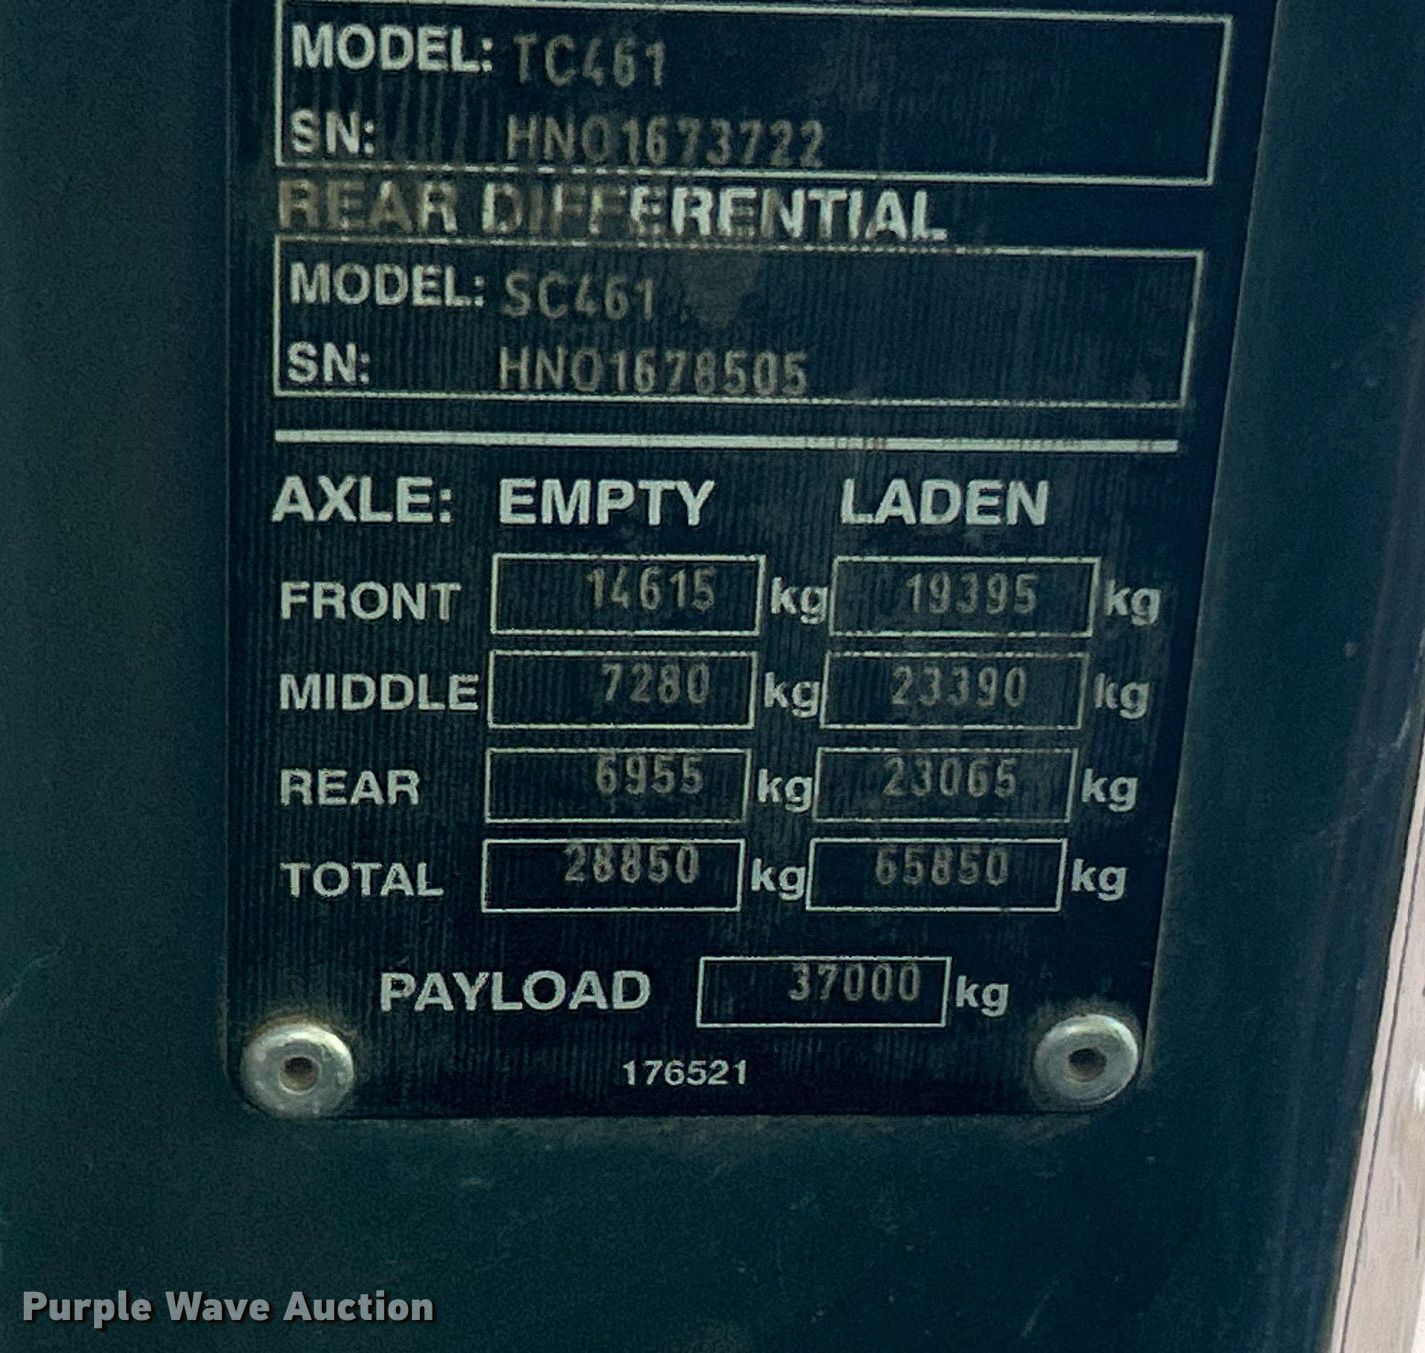 MODEL: TC461
SN: HNO1673722
REAR DIFFERENTIAL
MODEL: SC461
SN: HNO1678505
AXLE: EMPTY LADEN
FRONT 14615 kg 19395 kg
MIDDLE 7280 kg 23390 kg
REAR 6955 kg 23065 kg
TOTAL 28850 kg 65850 kg
PAYLOAD 37000 kg
176521
Purple Wave Auction